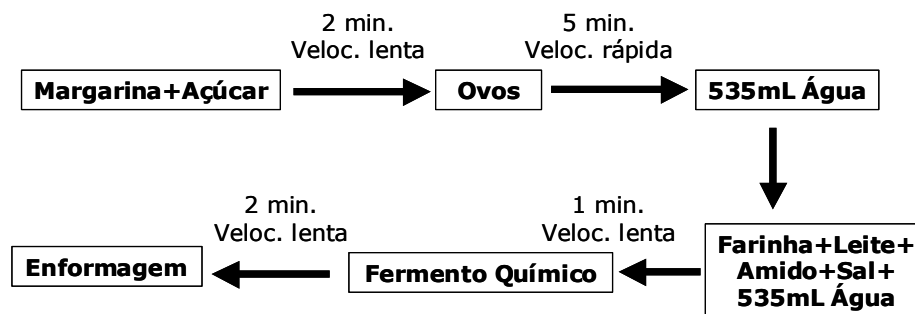 2 min.
Veloc. lenta
5 min.
Veloc. rápida
Margarina+Açúcar
Ovos
535mL Água
2 min.
Veloc. lenta
1 min.
Veloc. lenta
Farinha+Leite+
Amido+Sal+
535mL Água
Fermento Químico
Enformagem